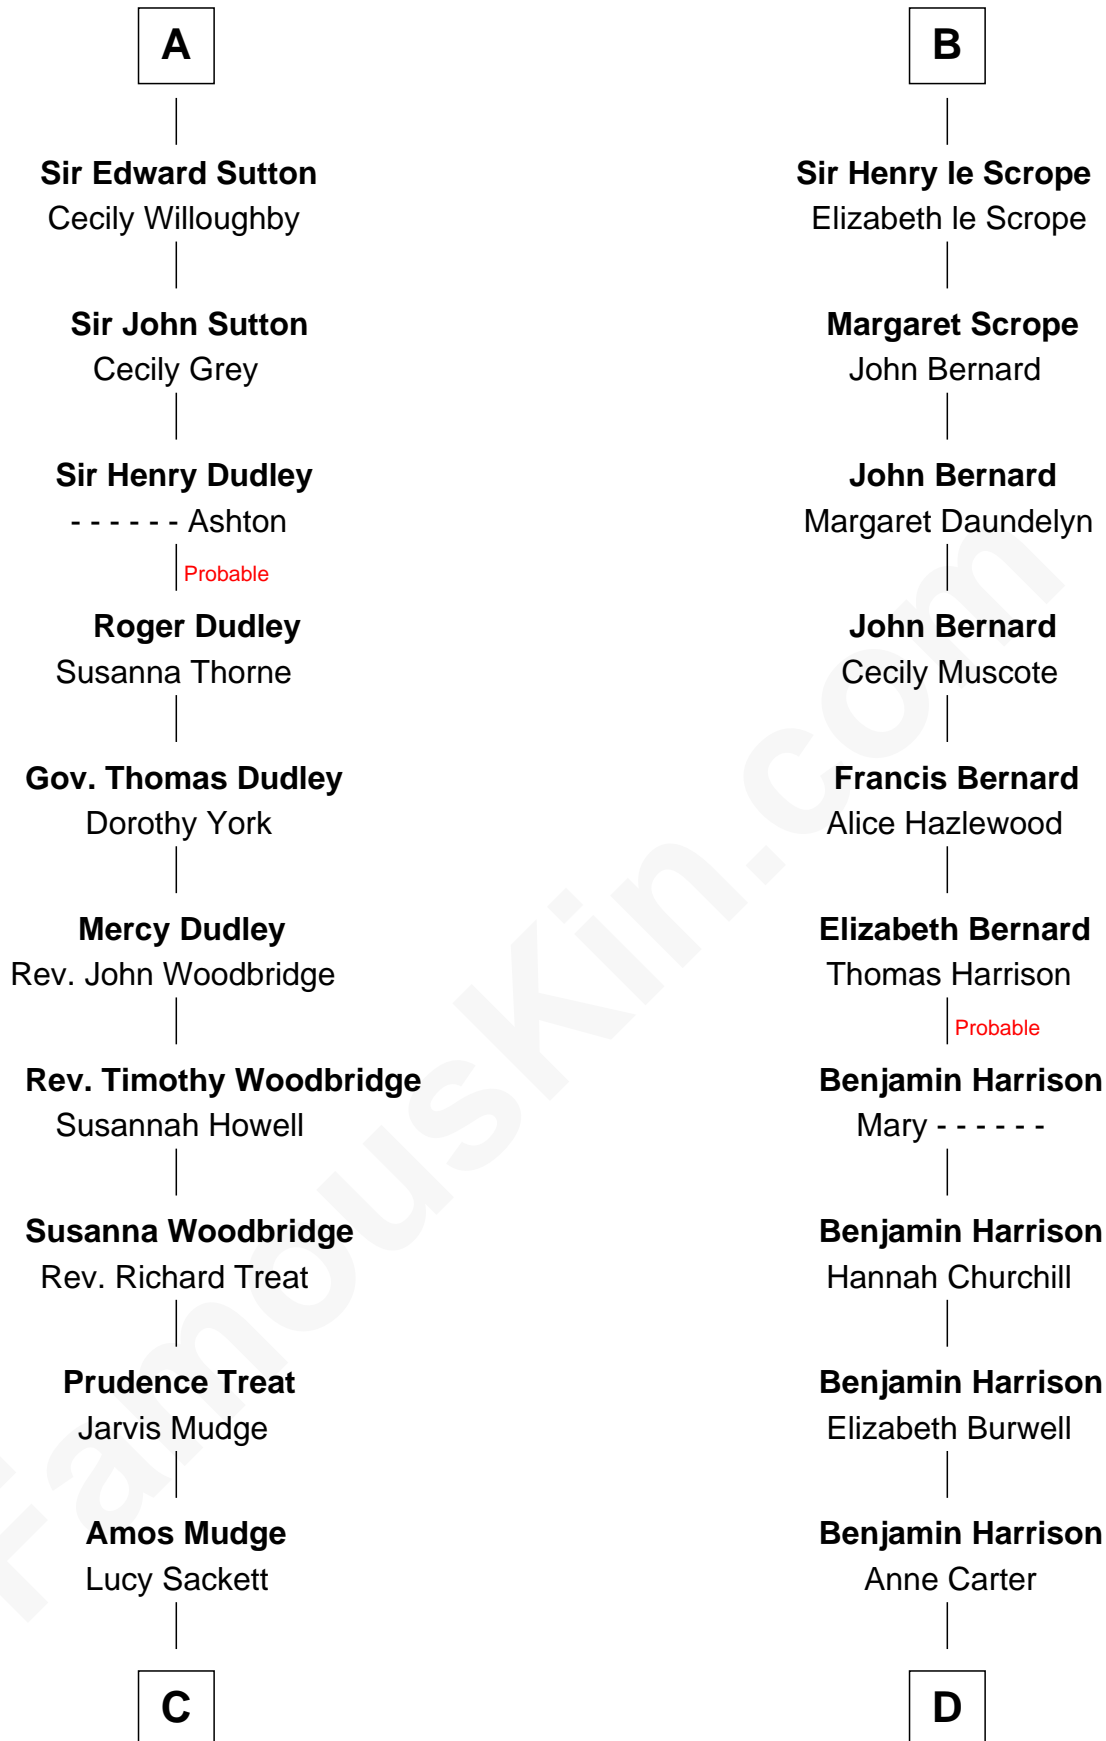 A
Sir Edward Sutton
Cecily Willoughby
Sir John Sutton
Cecily Grey
Sir Henry Dudley
- - - - - - Ashton
Probable
Roger Dudley
Susanna Thorne
Gov. Thomas Dudley
Dorothy York
Mercy Dudley
Rev. John Woodbridge
Rev. Timothy Woodbridge
Susannah Howell
Susanna Woodbridge
Rev. Richard Treat
Prudence Treat
Jarvis Mudge
Amos Mudge
Lucy Sackett
C
B
Sir Henry le Scrope
Elizabeth le Scrope
Margaret Scrope
John Bernard
John Bernard
Margaret Daundelyn
John Bernard
Cecily Muscote
Francis Bernard
Alice Hazlewood
Elizabeth Bernard
Thomas Harrison
Probable
Benjamin Harrison
Mary - - - - - -
Benjamin Harrison
Hannah Churchill
Benjamin Harrison
Elizabeth Burwell
Benjamin Harrison
Anne Carter
D
FamousKin.com